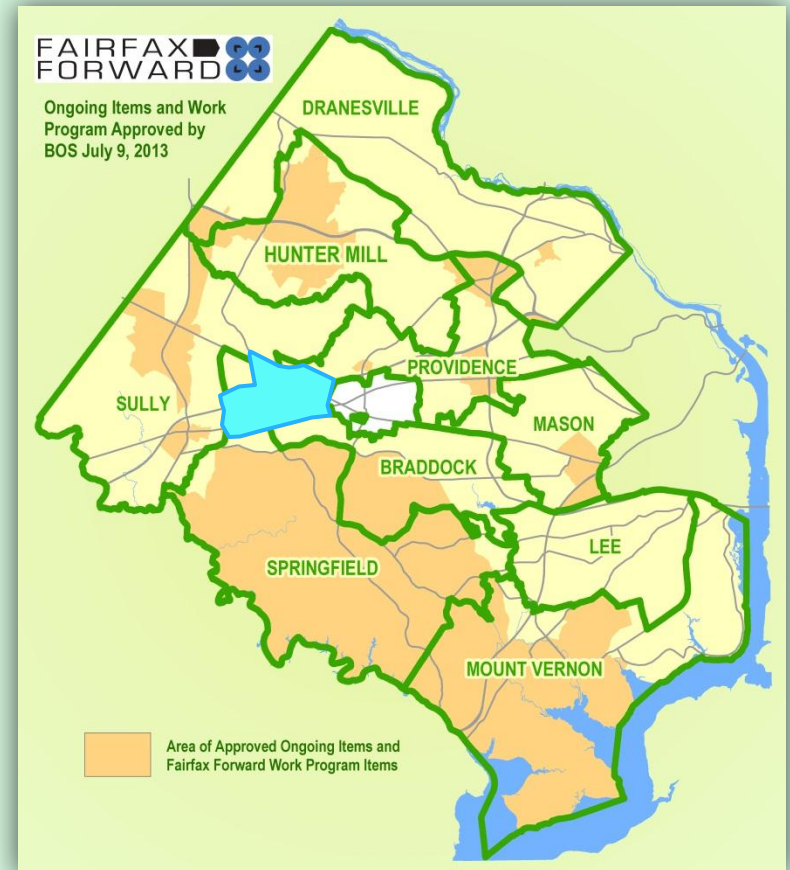 FAIRFAX
FORWARD
Ongoing Items and Work
Program Approved by
BOS July 9, 2013
DRANESVILLE
HUNTER MILL
PROVIDENCE
SULLY
MASON
BRADDOCK
LEE
SPRINGFIELD
MOUNT VERNON
Area of Approved Ongoing Items and
Fairfax Forward Work Program Items